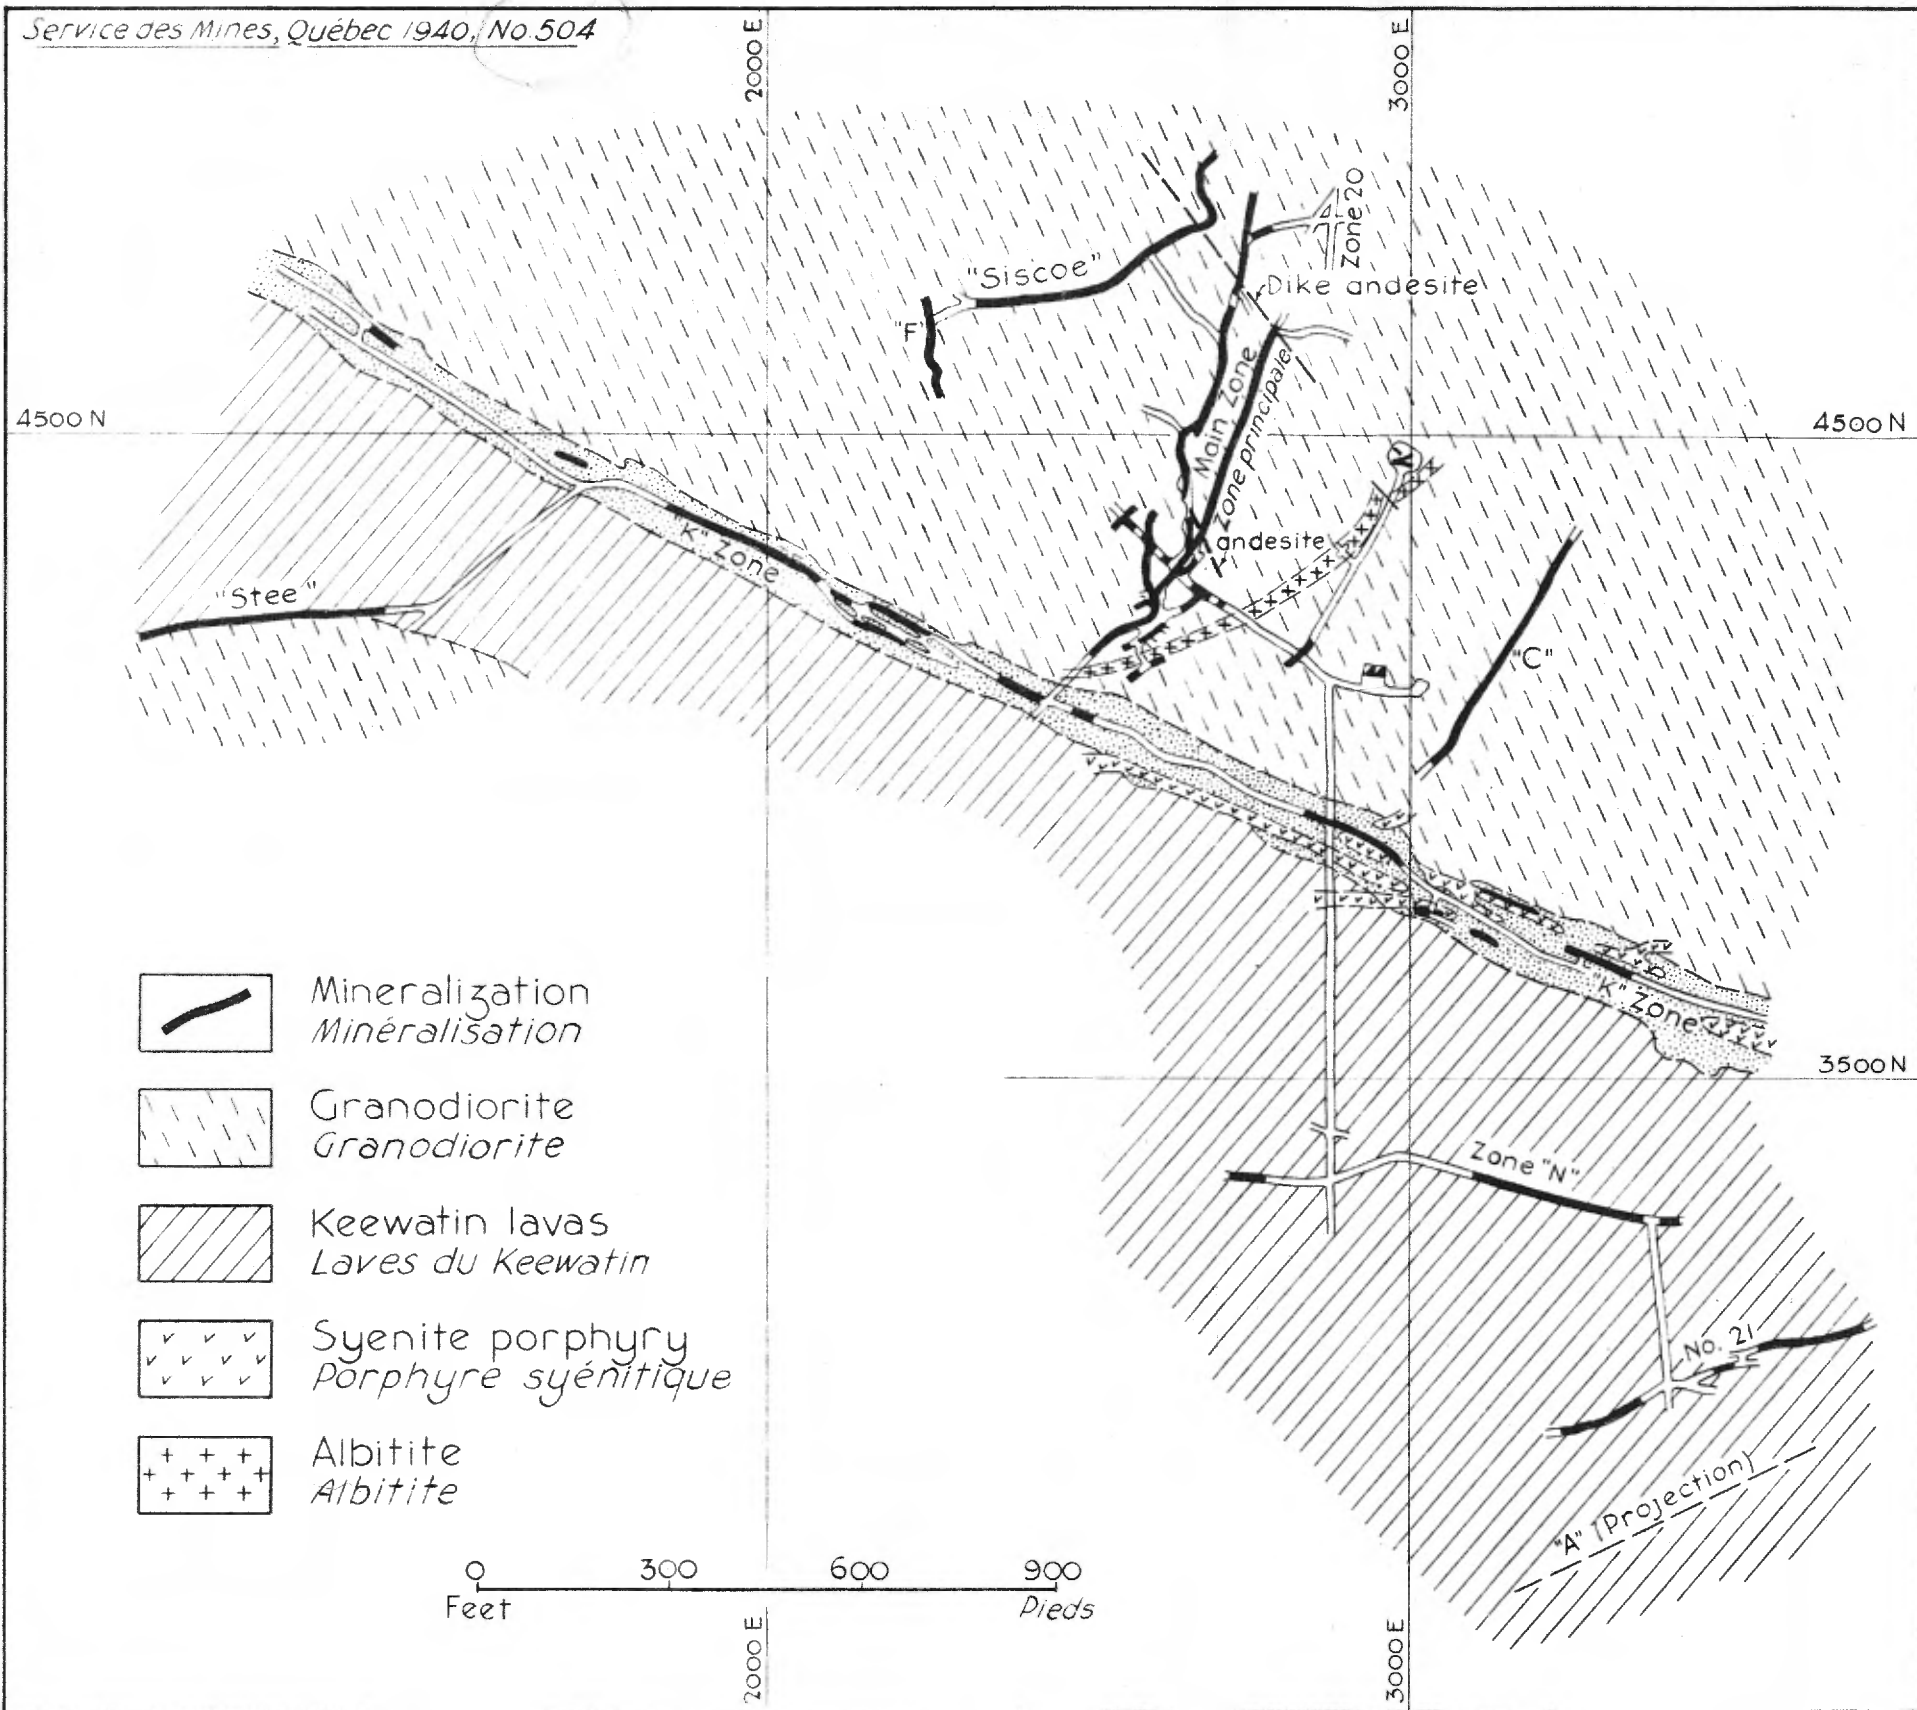 Service des Mines, Québec 1940, No. 504
2000 E
3000 E
Zone 20
"Siscoe"
Dike andesite
"F"
Main Zone
Zone principale
4500 N
4500 N
"K" Zone
andesite
"Stee"
"C"
"K" Zone
3500 N
Mineralization
Minéralisation
Granodiorite
Granodiorite
Zone "N"
Keewatin lavas
Laves du Keewatin
No. 21
Syenite porphyry
Porphyre syénitique
Albitite
Albitite
"A" (Projection)
0 300 600 900
Feet Pieds
2000 E
3000 E